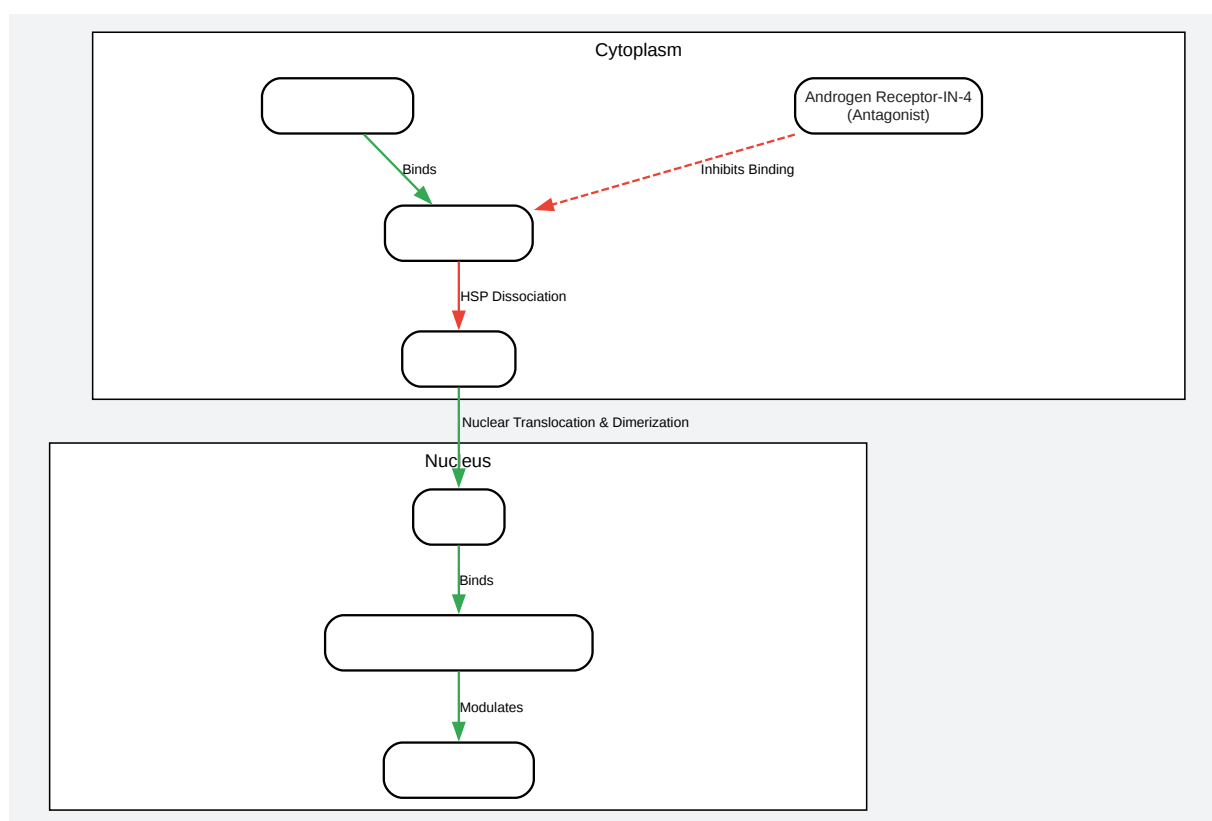 Cytoplasm
Androgen Receptor-IN-4
(Antagonist)
Binds
Inhibits Binding
HSP Dissociation
Nuclear Translocation & Dimerization
Nucleus
Binds
Modulates